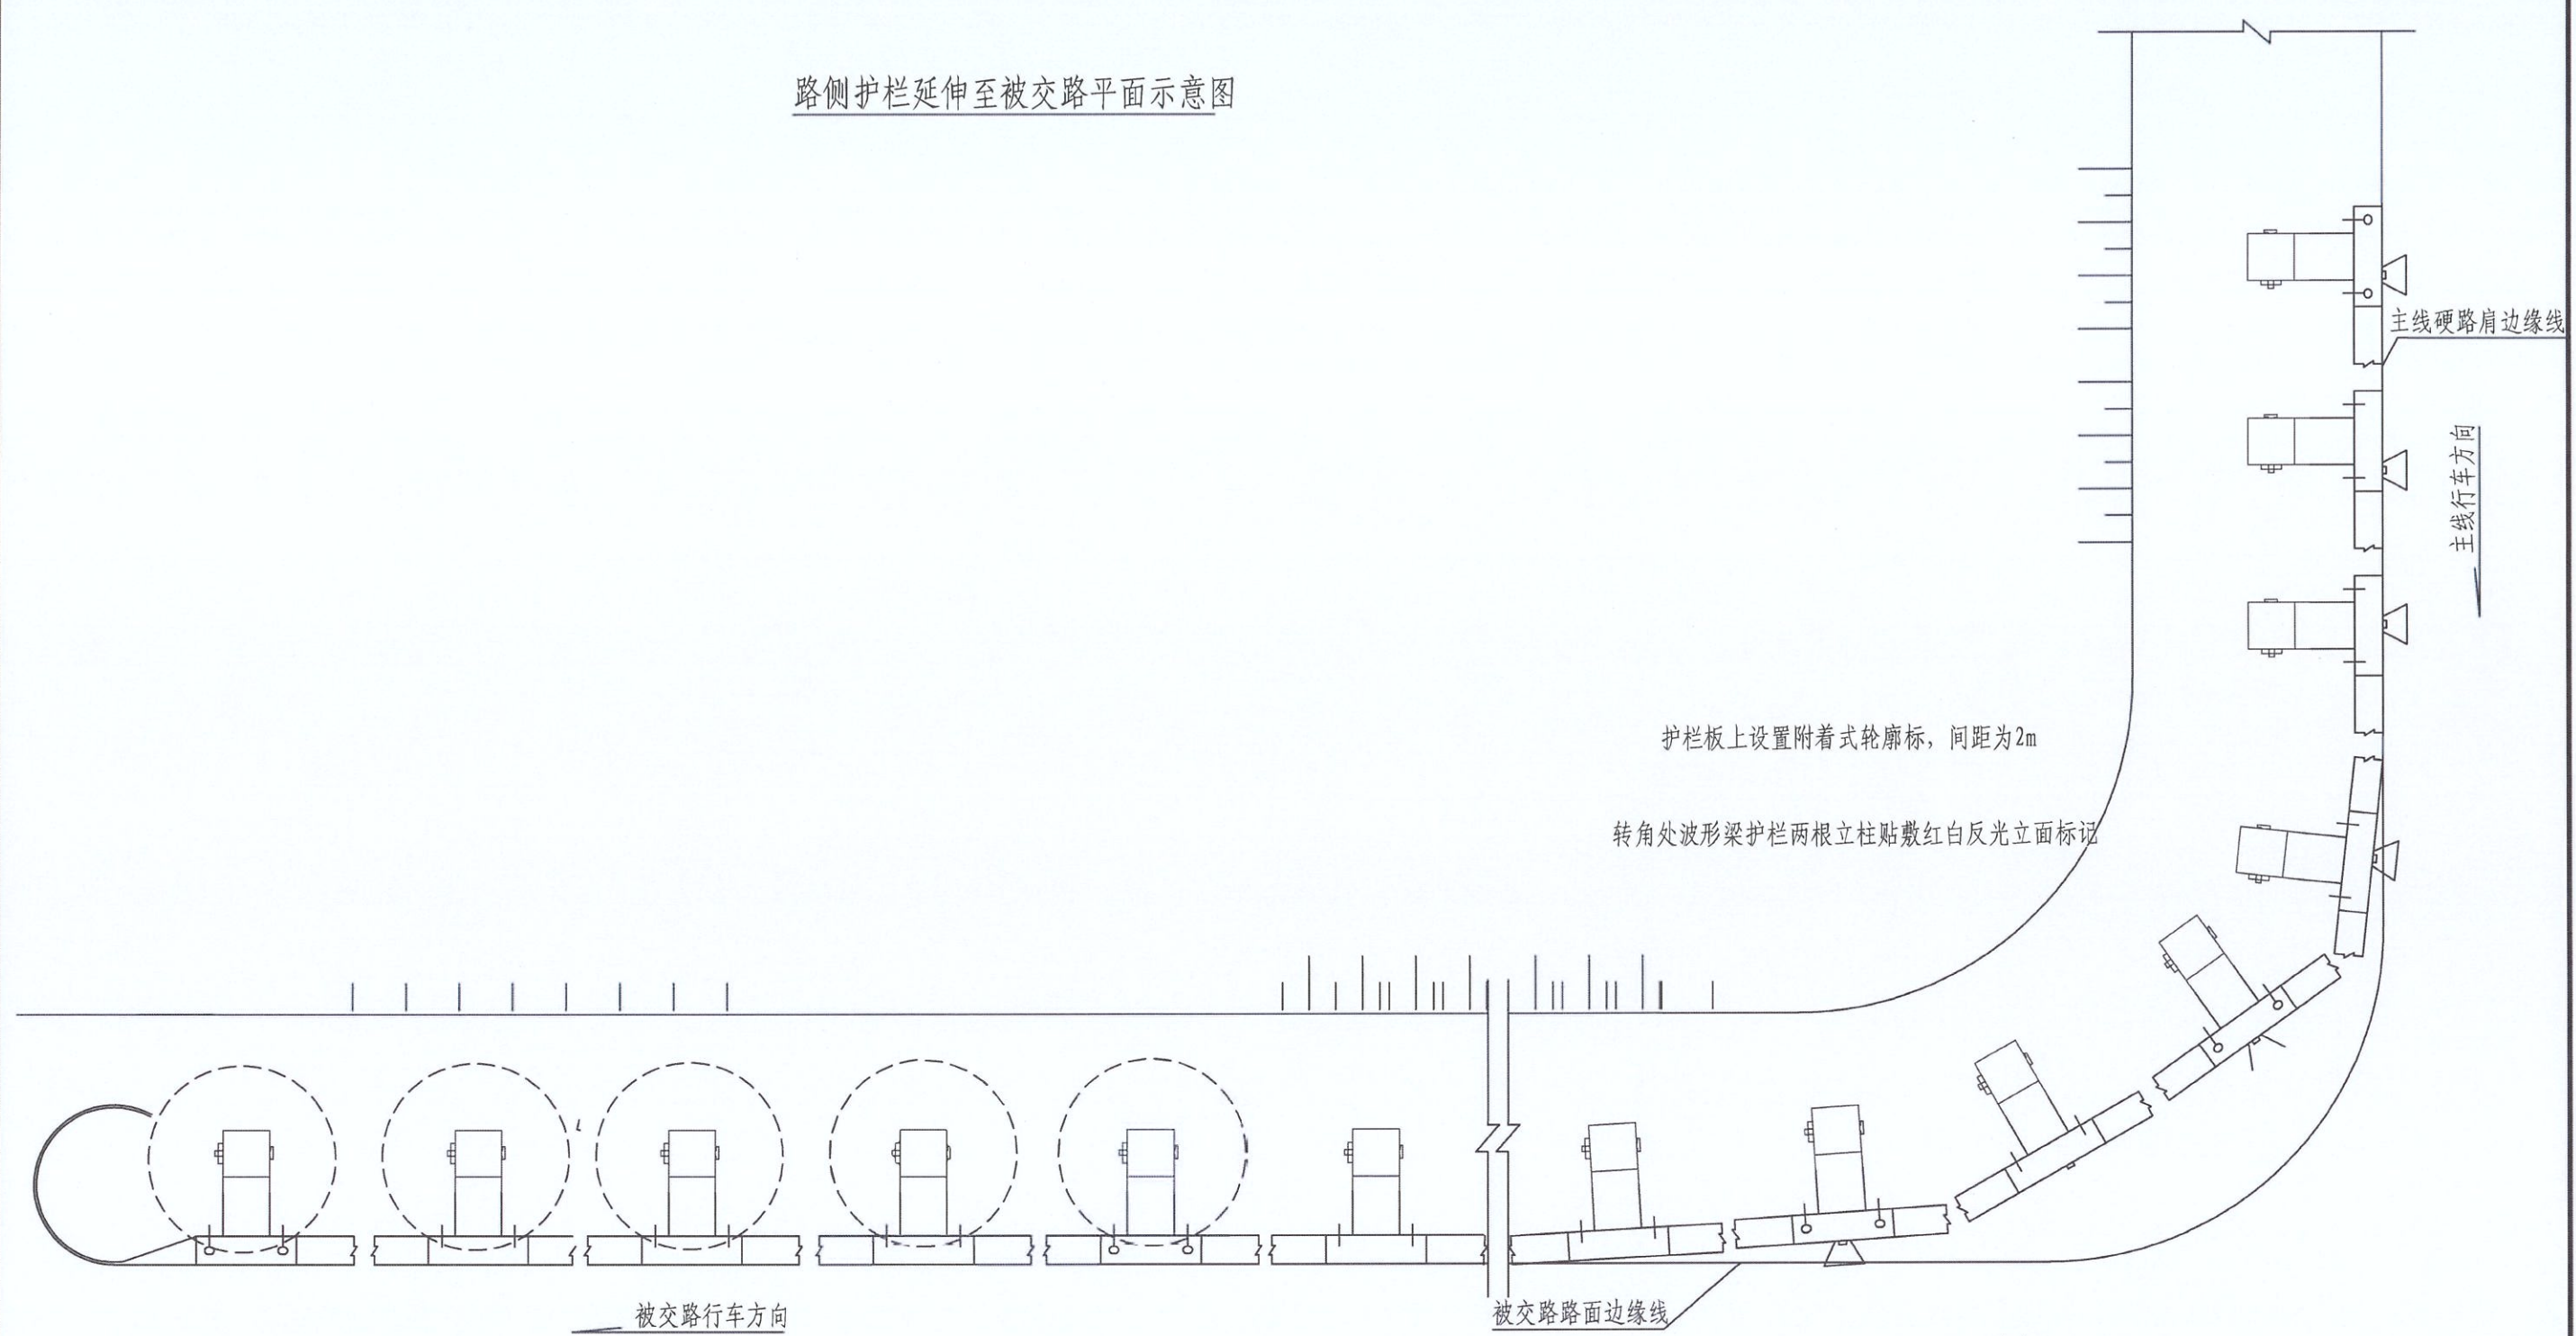 路侧护栏延伸至被交路平面示意图
主线硬路肩边缘线
主线行车方向
护栏板上设置附着式轮廓标，间距为2m
转角处波形梁护栏两根立柱贴敷红白反光立面标记
L
被交路行车方向
被交路路面边缘线